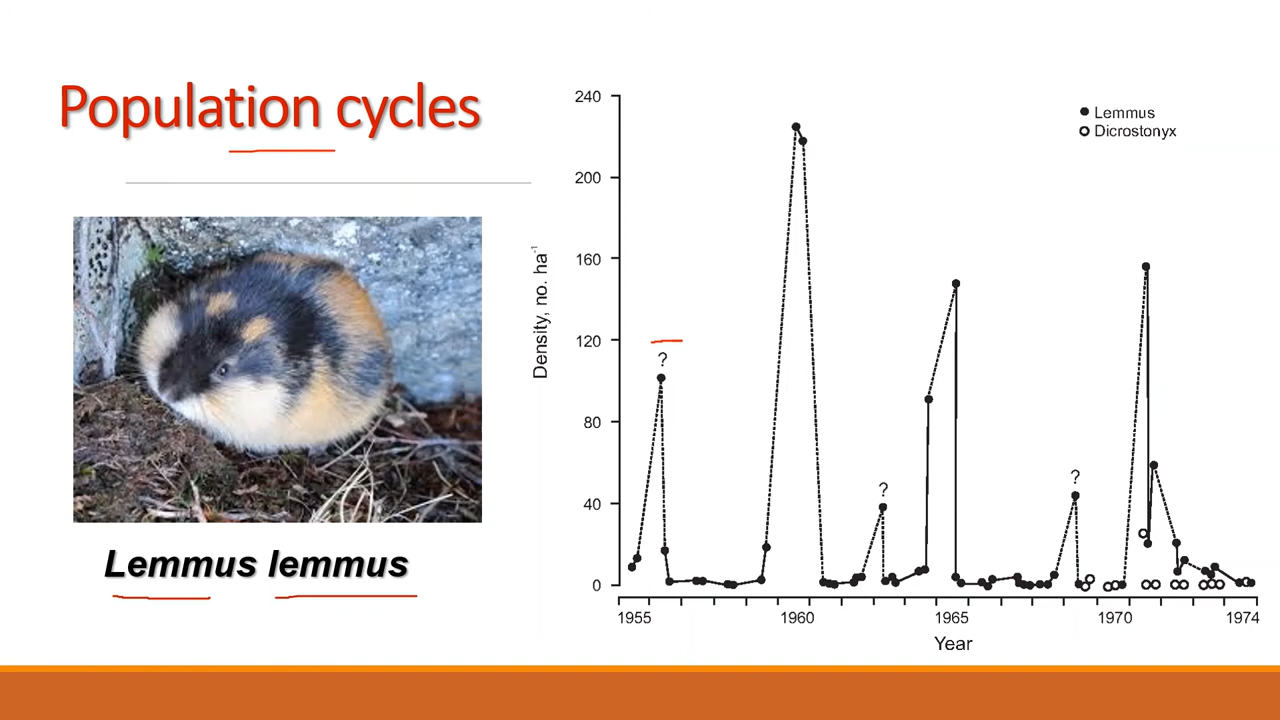 Population cycles
Lemmus lemmus
240
200
160
120
80
40
0
Density, no. ha-1
Lemmus
Dicrostonyx
?
?
?
1955
1960
1965
1970
1974
Year